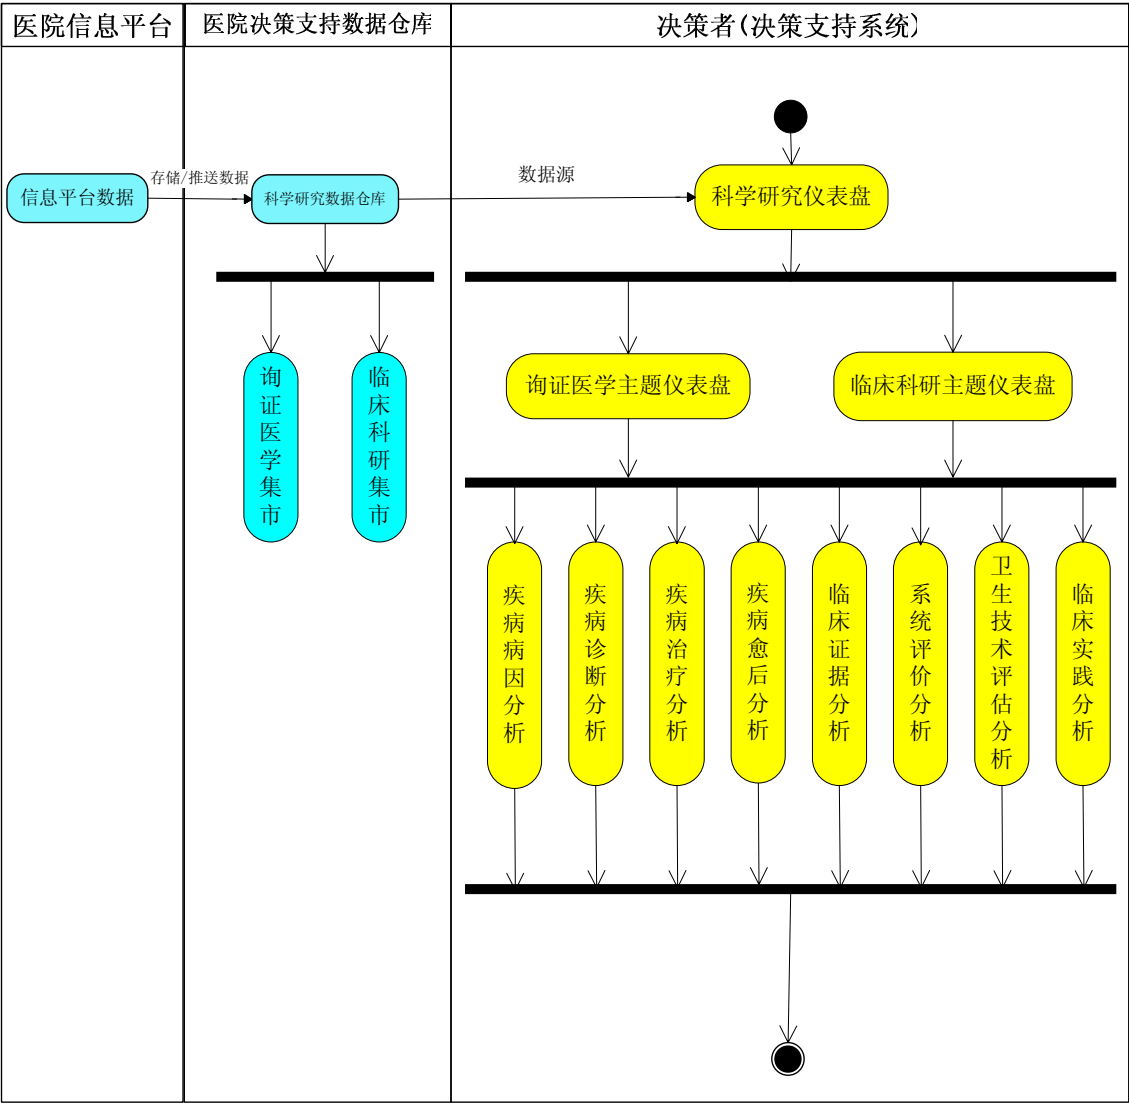 医院信息平台
医院决策支持数据仓库
决策者(决策支持系统)
信息平台数据
存储/推送数据
科学研究数据仓库
数据源
科学研究仪表盘
询证医学集市
临床科研集市
询证医学主题仪表盘
临床科研主题仪表盘
疾病病因分析
疾病诊断分析
疾病治疗分析
疾病愈后分析
临床证据分析
系统评价分析
卫生技术评估分析
临床实践分析